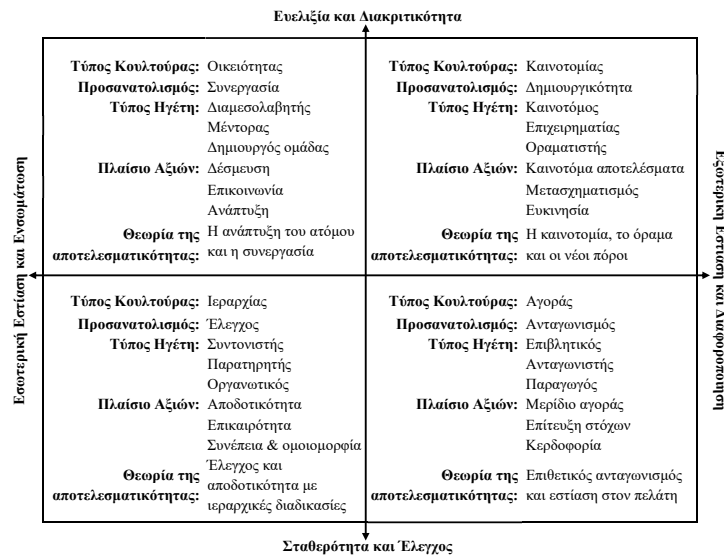 Ευελιξία και Διακριτικότητα
Εσωτερική Εστίαση και Ενσωμάτωση
Τύπος Κουλτούρας: Οικειότητας
Προσανατολισμός: Συνεργασία
Τύπος Ηγέτη: Διαμεσολαβητής
Μέντορας
Δημιουργός ομάδας
Πλαίσιο Αξιών: Δέσμευση
Επικοινωνία
Ανάπτυξη
Θεωρία της αποτελεσματικότητας: Η ανάπτυξη του ατόμου
και η συνεργασία
Τύπος Κουλτούρας: Καινοτομίας
Προσανατολισμός: Δημιουργικότητα
Τύπος Ηγέτη: Καινοτόμος
Επιχειρηματίας
Οραματιστής
Πλαίσιο Αξιών: Καινοτόμα αποτελέσματα
Μετασχηματισμός
Ευκινησία
Θεωρία της αποτελεσματικότητας: Η καινοτομία, το όραμα
και οι νέοι πόροι
Τύπος Κουλτούρας: Ιεραρχίας
Προσανατολισμός: Έλεγχος
Τύπος Ηγέτη: Συντονιστής
Παρατηρητής
Οργανωτικός
Πλαίσιο Αξιών: Αποδοτικότητα
Επικαιρότητα
Συνέπεια & ομοιομορφία
Θεωρία της αποτελεσματικότητας: Έλεγχος και
αποδοτικότητα με
ιεραρχικές διαδικασίες
Τύπος Κουλτούρας: Αγοράς
Προσανατολισμός: Ανταγωνισμός
Τύπος Ηγέτη: Επιβλητικός
Ανταγωνιστής
Παραγωγός
Πλαίσιο Αξιών: Μερίδιο αγοράς
Επίτευξη στόχων
Κερδοφορία
Θεωρία της αποτελεσματικότητας: Επιθετικός ανταγωνισμός
και εστίαση στον πελάτη
Εξωτερική Εστίαση και Διαφοροποίηση
Σταθερότητα και Έλεγχος